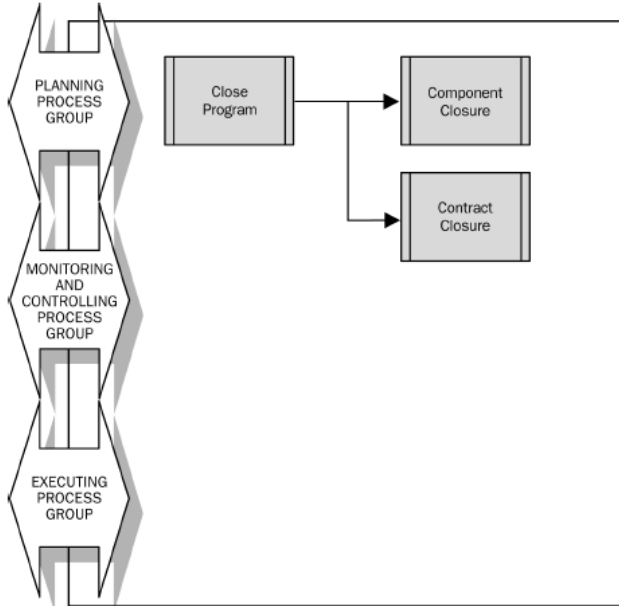 PLANNING
PROCESS
GROUP
Close
Program
Component
Closure
Contract
Closure
MONITORING
AND
CONTROLLING
PROCESS
GROUP
EXECUTING
PROCESS
GROUP